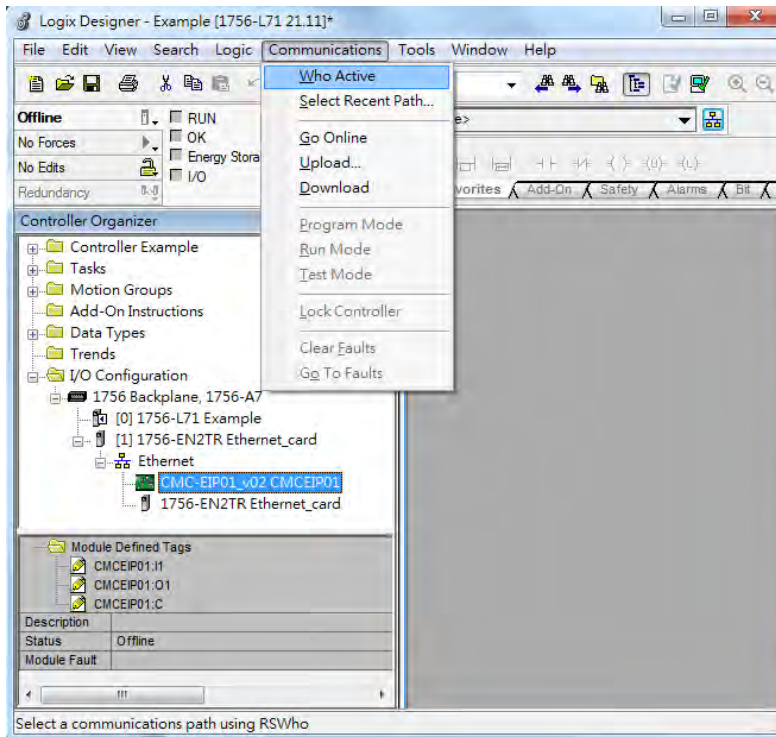 Logix Designer - Example [1756-L71 21.11]*
File Edit View Search Logic Communications Tools Window Help
Who Active
Select Recent Path...
Go Online
Upload...
Download
Program Mode
Run Mode
Test Mode
Lock Controller
Clear Faults
Go To Faults
Offline
RUN
No Forces
OK
No Edits
Energy Stora
I/O
Redundancy
e>
vorites Add-On Safety Alarms Bit
Controller Organizer
Controller Example
Tasks
Motion Groups
Add-On Instructions
Data Types
Trends
I/O Configuration
1756 Backplane, 1756-A7
[0] 1756-L71 Example
[1] 1756-EN2TR Ethernet_card
Ethernet
CMC-EIP01_v02 CMCEIP01
1756-EN2TR Ethernet_card
Module Defined Tags
CMCEIP01:I1
CMCEIP01:O1
CMCEIP01:C
Description
Status Offline
Module Fault
Select a communications path using RSWho